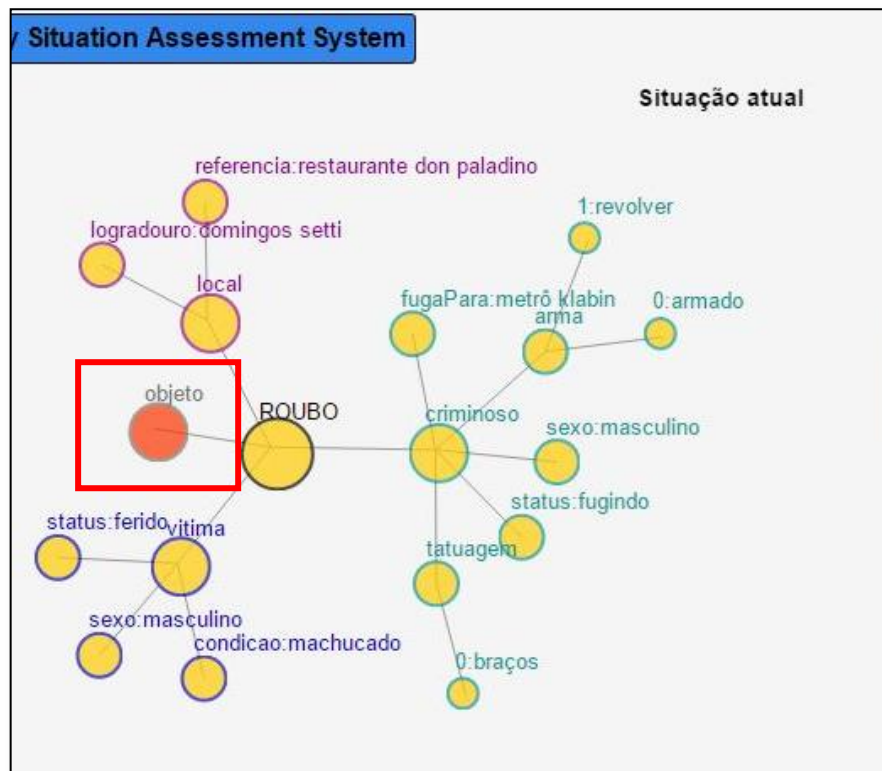 y Situation Assessment System
Situação atual
referencia:restaurante don paladino
1:revolver
logradouro:domingos setti
local
fugaPara:metrô klabin
0:armado
arma
objeto
ROUBO
criminoso
sexo:masculino
status:fugindo
status:ferido
vitima
tatuagem
sexo:masculino
condicao:machucado
0:braços